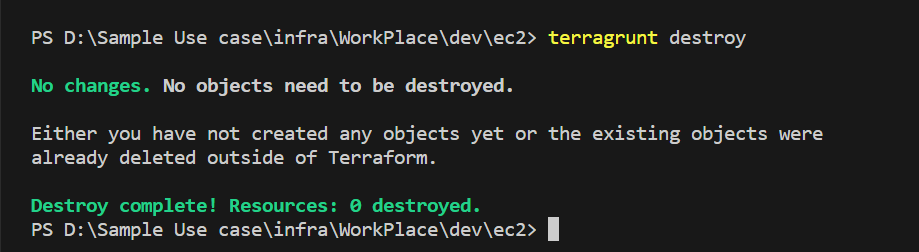 PS D:\Sample Use case\infra\WorkPlace\dev\ec2> terragrunt destroy
No changes. No objects need to be destroyed.
Either you have not created any objects yet or the existing objects were
already deleted outside of Terraform.
Destroy complete! Resources: 0 destroyed.
PS D:\Sample Use case\infra\WorkPlace\dev\ec2>